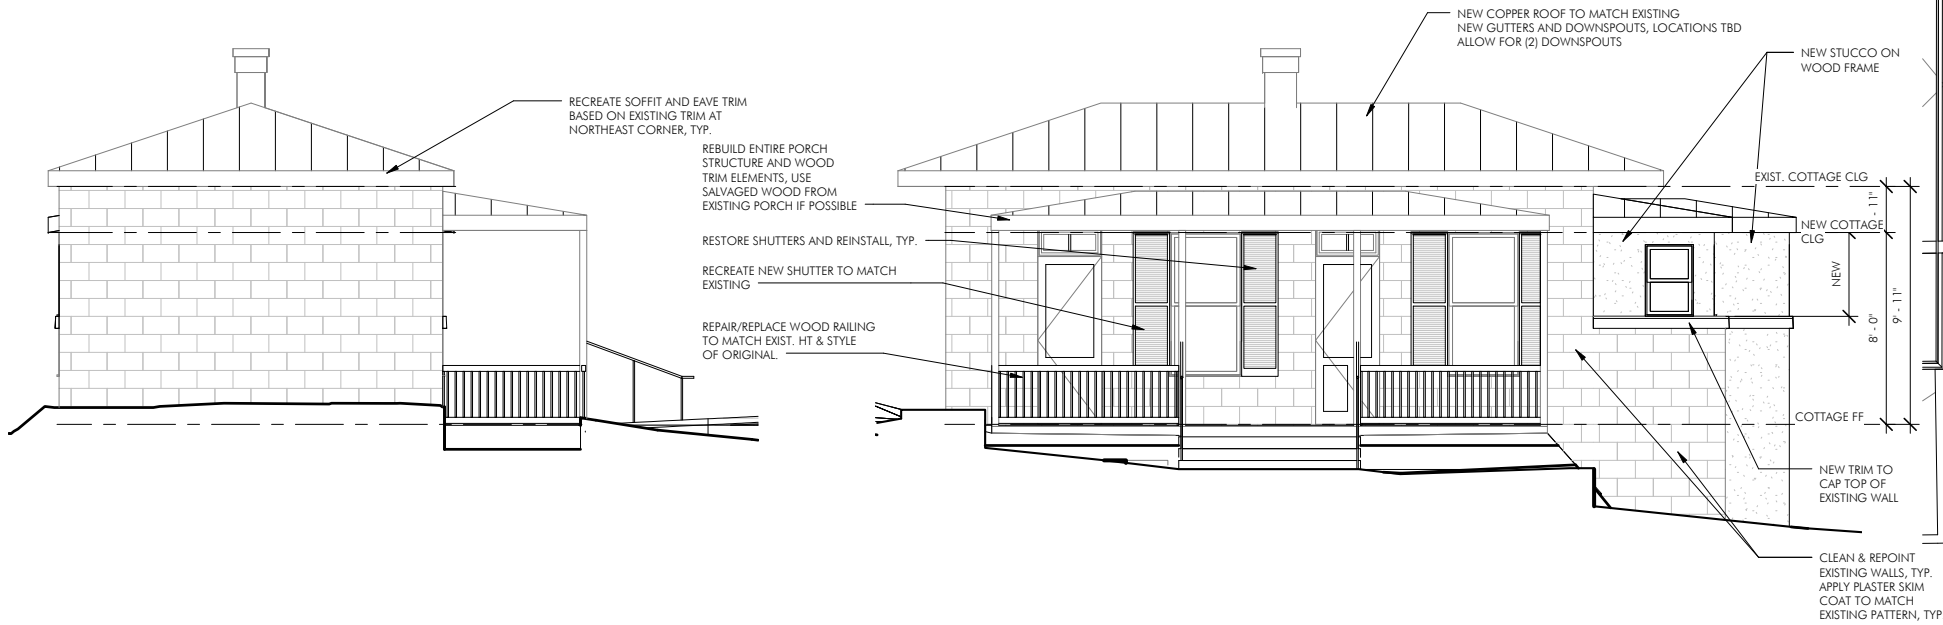 NEW COPPER ROOF TO MATCH EXISTING
NEW GUTTERS AND DOWNSPOUTS, LOCATIONS TBD
ALLOW FOR (2) DOWNSPOUTS
NEW STUCCO ON
WOOD FRAME
RECREATE SOFFIT AND EAVE TRIM
BASED ON EXISTING TRIM AT
NORTHEAST CORNER, TYP.
REBUILD ENTIRE PORCH
STRUCTURE AND WOOD
TRIM ELEMENTS, USE
SALVAGED WOOD FROM
EXISTING PORCH IF POSSIBLE
RESTORE SHUTTERS AND REINSTALL, TYP.
RECREATE NEW SHUTTER TO MATCH
EXISTING
REPAIR/REPLACE WOOD RAILING
TO MATCH EXIST. HT & STYLE
OF ORIGINAL.
EXIST. COTTAGE CLG
- 11"
NEW COTTAGE
CLG
NEW
8' - 0"
9' - 11"
COTTAGE FF
NEW TRIM TO
CAP TOP OF
EXISTING WALL
CLEAN & REPOINT
EXISTING WALLS, TYP.
APPLY PLASTER SKIM
COAT TO MATCH
EXISTING PATTERN, TYP